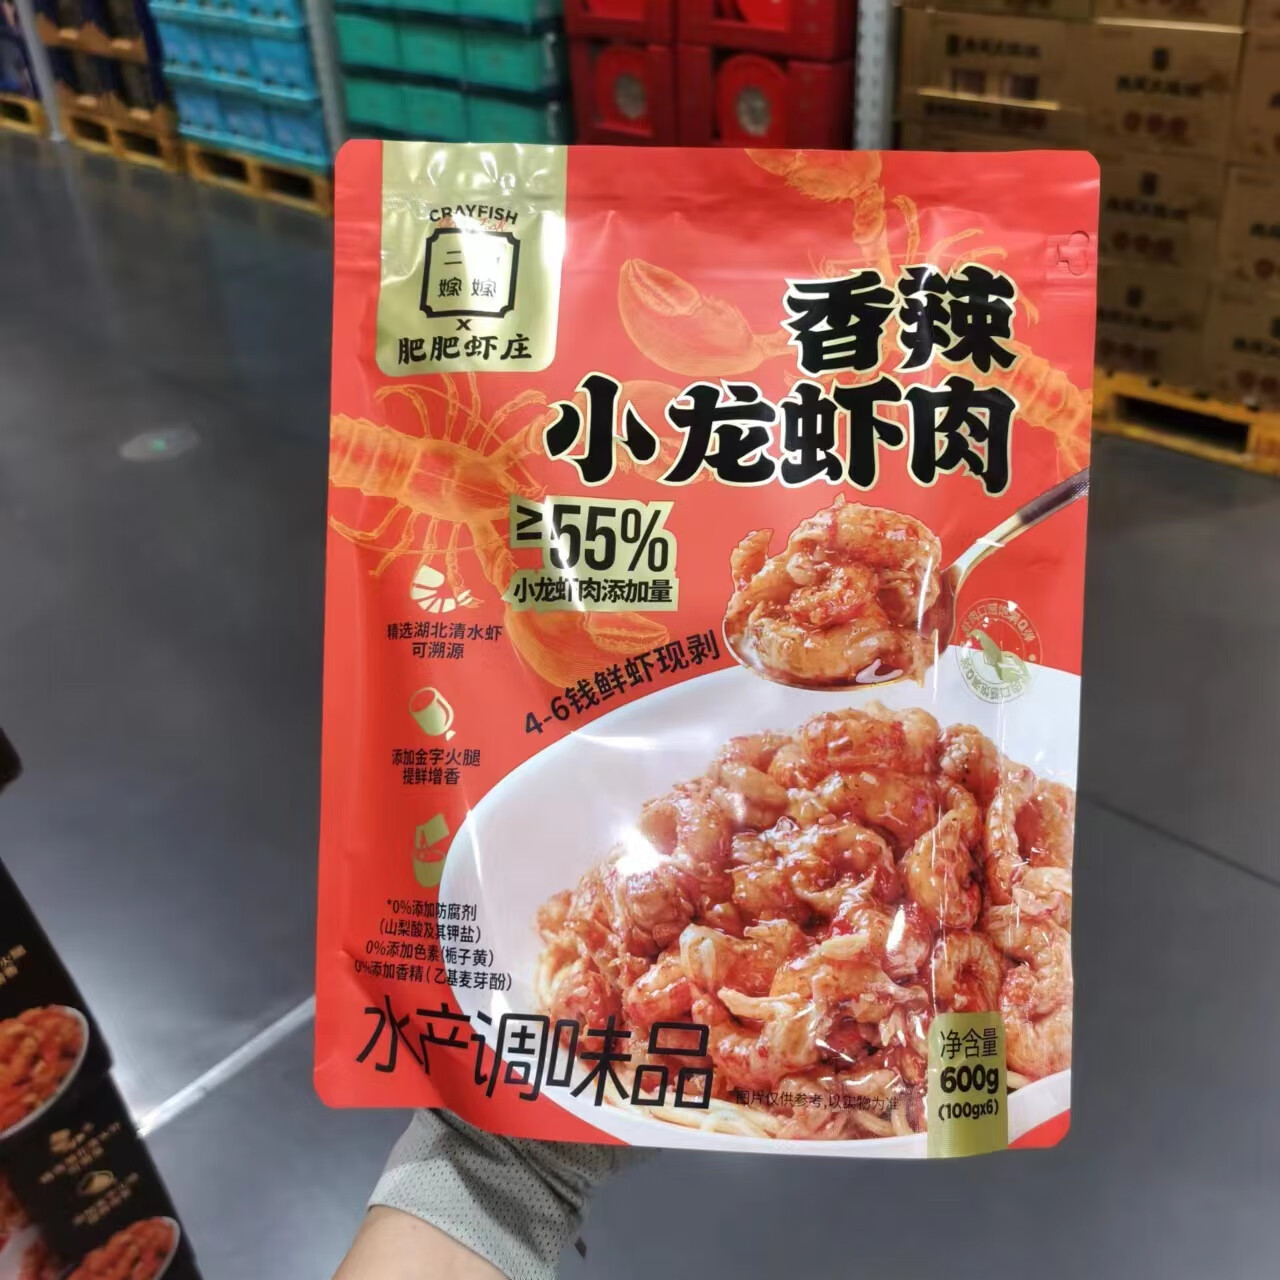 CRAYFISH
二
嫁 嫁
x
肥肥虾庄
香辣
小龙虾肉
≥55%
小龙虾肉添加量
精选湖北清水虾
可溯源
4-6钱鲜虾现剥
添加金字火腿
提鲜增香
*0%添加防腐剂
(山梨酸及其钾盐)
0%添加色素(栀子黄)
0%添加香精(乙基麦芽酚)
水产调味品
*图片仅供参考,以实物为准
净含量
600g
(100gx6)